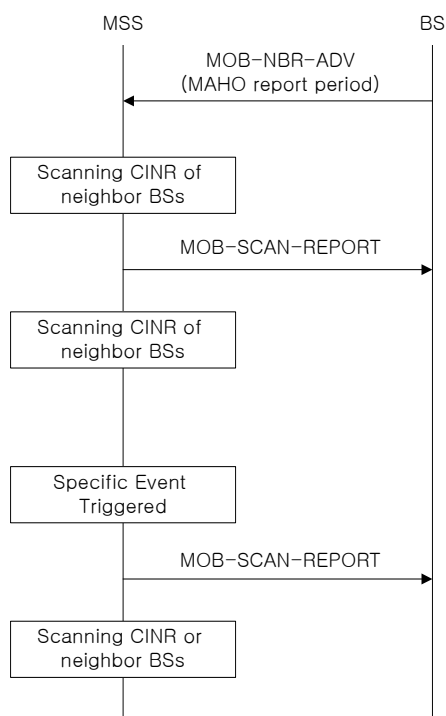 MSS BS
MOB-NBR-ADV
(MAHO report period)
Scanning CINR of
neighbor BSs
MOB-SCAN-REPORT
Scanning CINR of
neighbor BSs
Specific Event
Triggered
MOB-SCAN-REPORT
Scanning CINR or
neighbor BSs